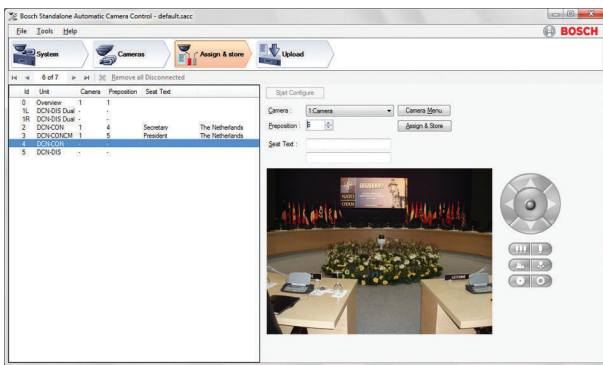 Bosch Standalone Automatic Camera Control - default.sacc
File Tools Help
BOSCH
System Cameras Assign & store Upload
6 of 7 Remove all Disconnected
Id Unit Camera Preposition Seat Text
0 Overview 1 1
1L DCN-DIS Dual - -
1R DCN-DIS Dual - -
2 DCN-CON 1 4 Secretary The Netherlands
3 DCN-CONCM 1 5 President The Netherlands
4 DCN-CON - -
5 DCN-DIS - -
Start Configure
Camera : 1:Camera Camera Menu
Preposition : Assign & Store
Seat Text :
NATO
OTAN